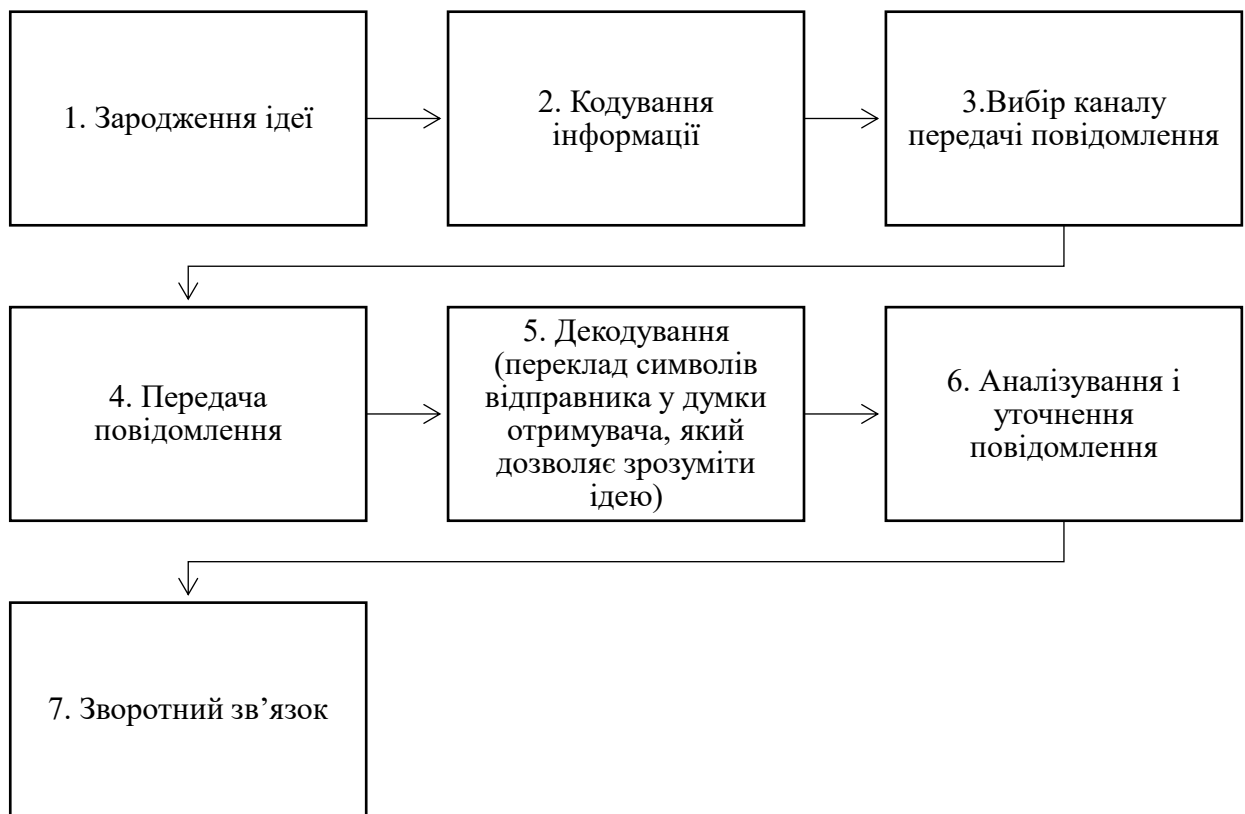 1. Зародження ідеї
2. Кодування
інформації
3.Вибір каналу
передачі повідомлення
4. Передача
повідомлення
5. Декодування
(переклад символів
відправника у думки
отримувача, який
дозволяє зрозуміти
ідею)
6. Аналізування і
уточнення
повідомлення
7. Зворотний зв’язок